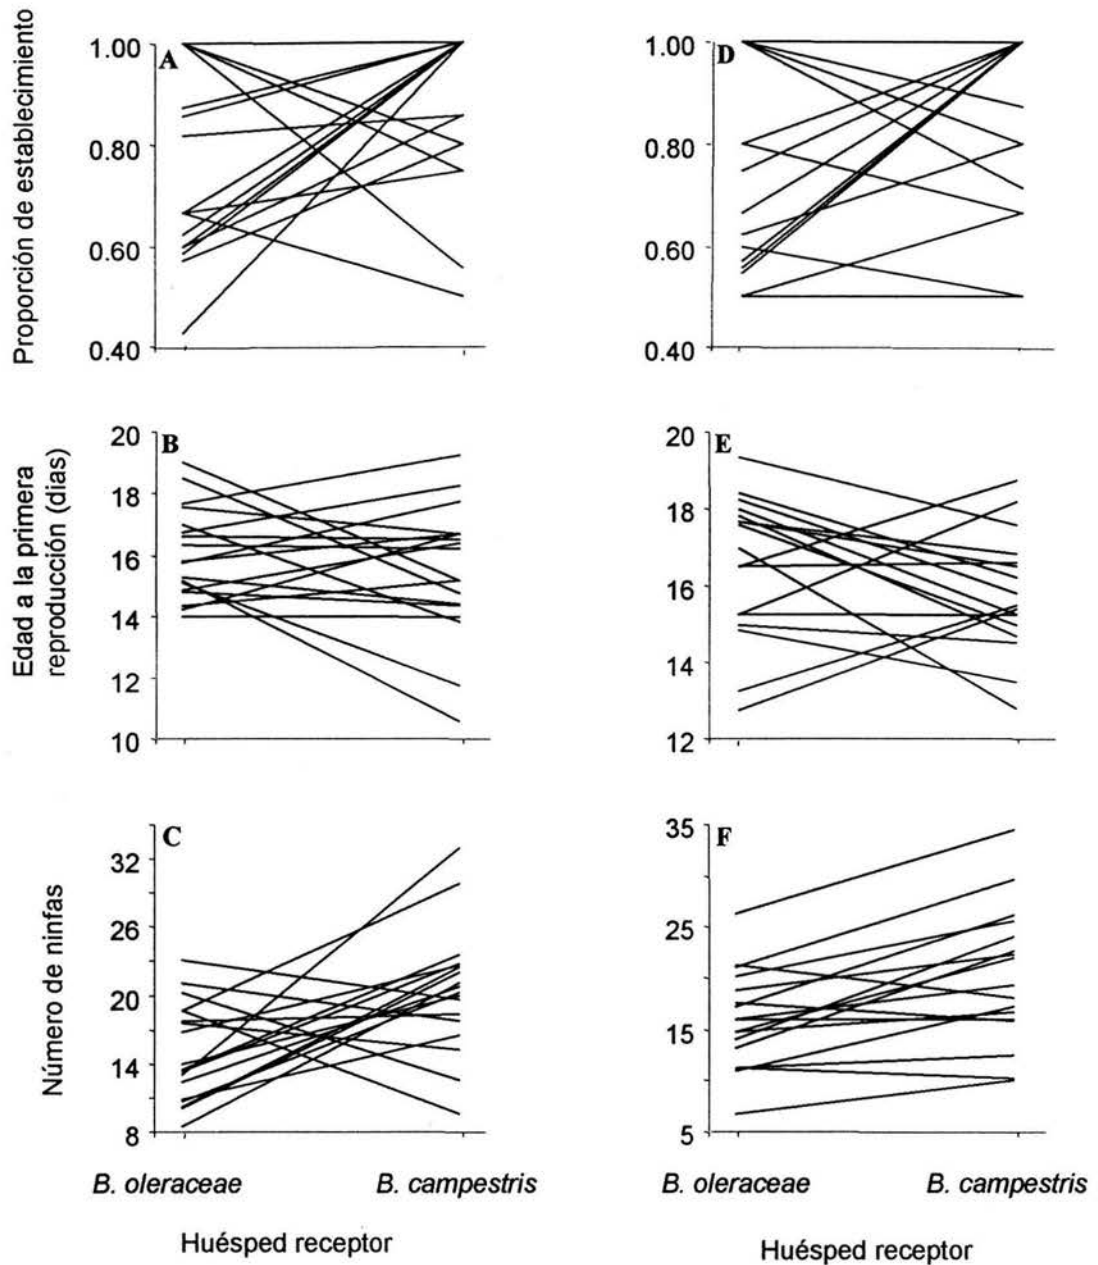 Proporción de establecimiento
1.00
0.80
0.60
0.40
A
1.00
0.80
0.60
0.40
D
Edad a la primera
reproducción (dias)
20
18
16
14
12
10
B
20
18
16
14
12
E
Número de ninfas
32
26
20
14
8
C
35
25
15
5
F
B. oleraceae
B. campestris
B. oleraceae
B. campestris
Huésped receptor
Huésped receptor